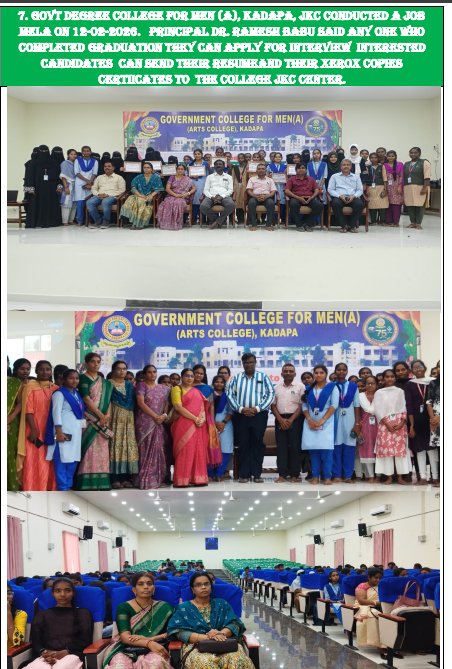 7. GOVT DEGREE COLLEGE FOR MEN (A), KADAPA, JKC CONDUCTED A JOB
MELA ON 12-02-2026. PRINCIPAL DR. RAMESH BABU SAID ANY ONE WHO
COMPLETED GRADUATION THEY CAN APPLY FOR INTERVIEW INTERESTED
CANDIDATES CAN SEND THEIR RESUMEAND THEIR XEROX COPIES
CERTIICATES TO THE COLLEGE JKC CENTER.
GOVERNMENT COLLEGE FOR MEN(A)
(ARTS COLLEGE), KADAPA
75
GOVERNMENT COLLEGE FOR MEN(A)
(ARTS COLLEGE), KADAPA
75